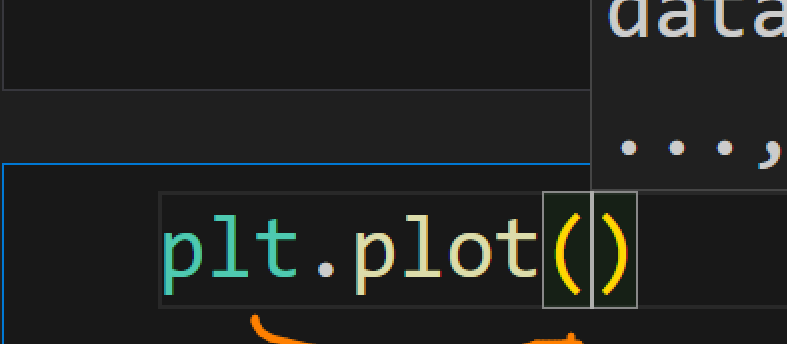 data
...,
plt.plot()